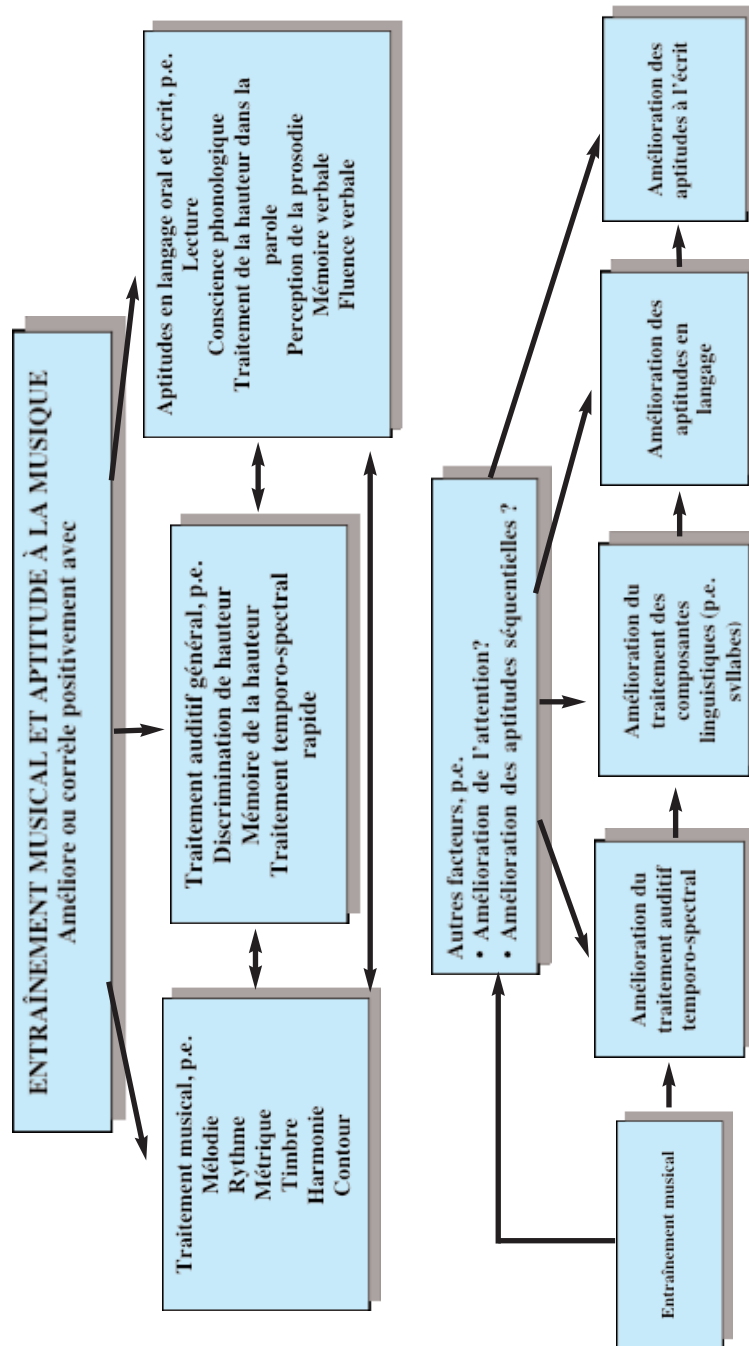 ENTRAÎNEMENT MUSICAL ET APTITUDE À LA MUSIQUE
Améliore ou corrèle positivement avec
Traitement musical, p.e.
Mélodie
Rythme
Métrique
Timbre
Harmonie
Contour
Traitement auditif général, p.e.
Discrimination de hauteur
Mémoire de la hauteur
Traitement temporo-spectral
rapide
Aptitudes en langage oral et écrit, p.e.
Lecture
Conscience phonologique
Traitement de la hauteur dans la
parole
Perception de la prosodie
Mémoire verbale
Fluence verbale
Autres facteurs, p.e.
• Amélioration de l’attention?
• Amélioration des aptitudes séquentielles ?
Entraînement musical
Amélioration du
traitement auditif
temporo-spectral
Amélioration du
traitement des
composantes
linguistiques (p.e.
syllabes)
Amélioration des
aptitudes en
langage
Amélioration des
aptitudes à l’écrit